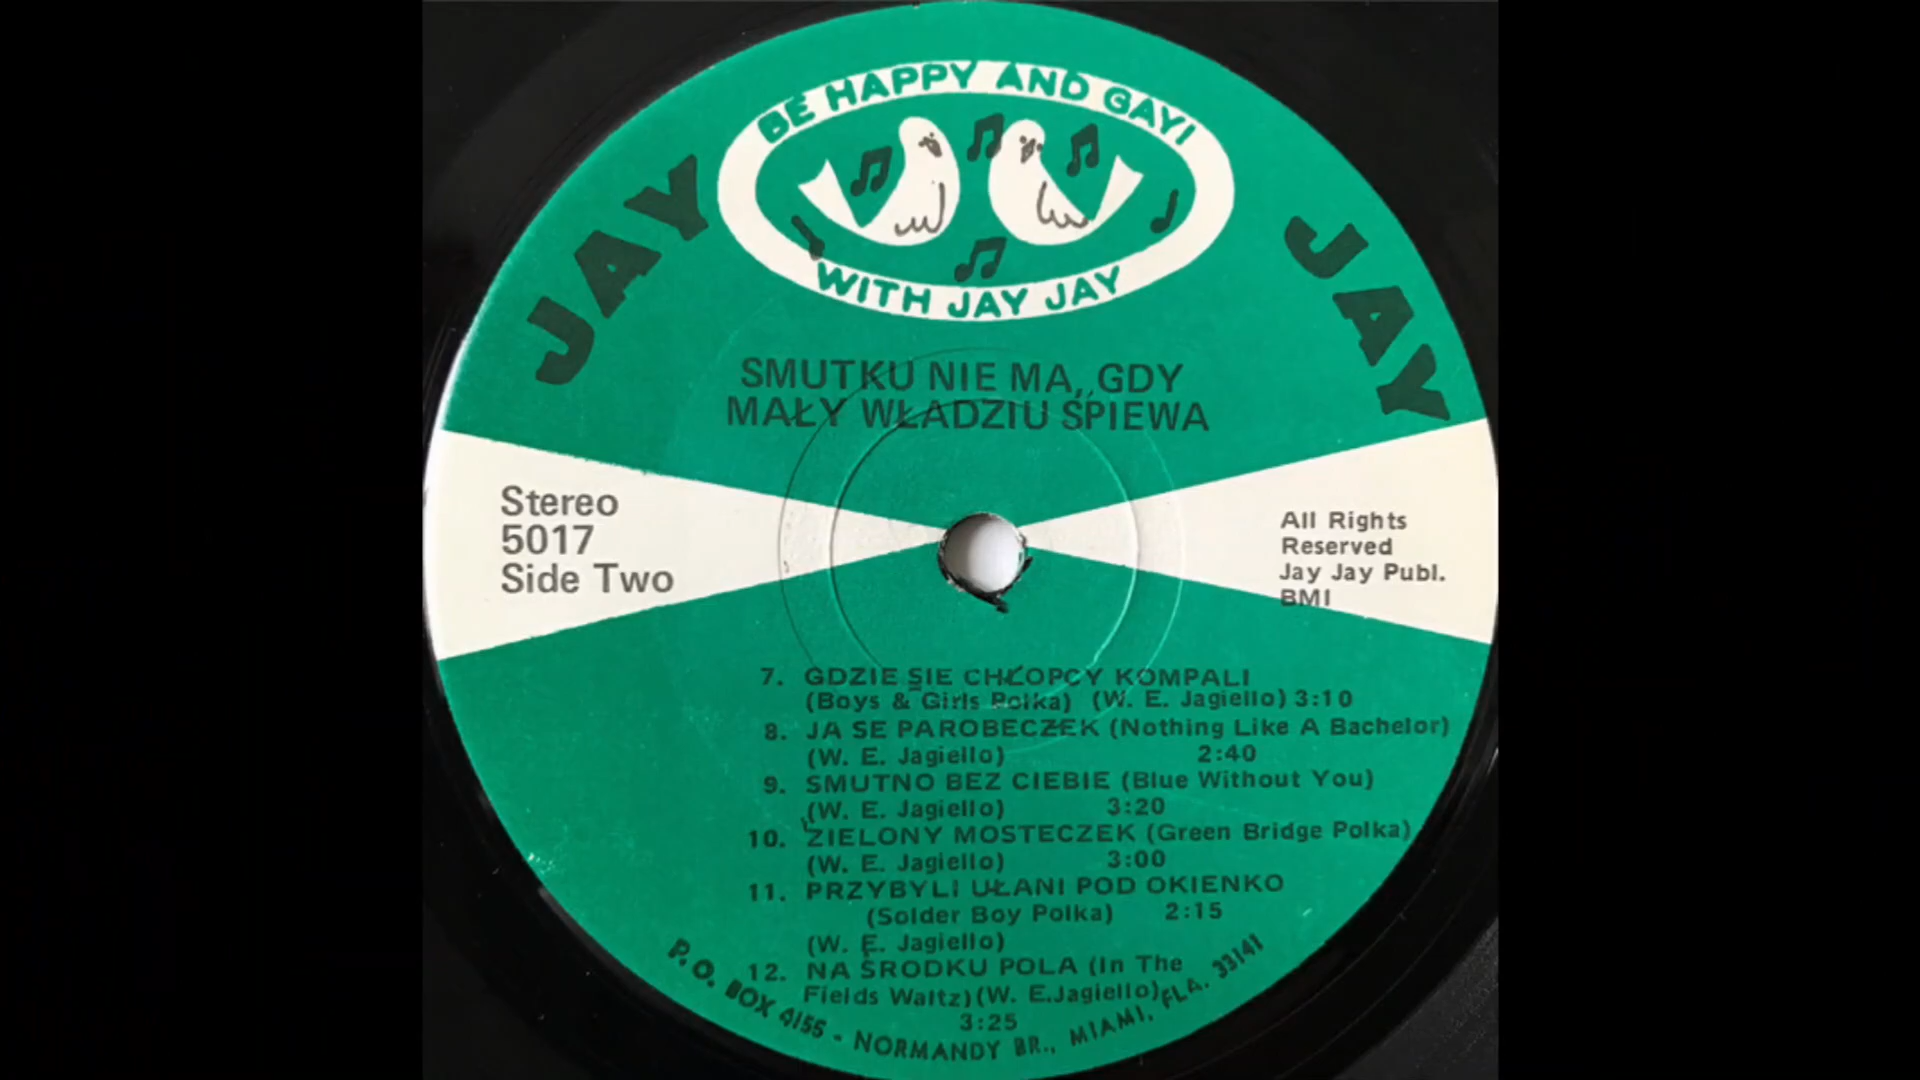 BE HAPPY AND GAY!
WITH JAY JAY
JAY
JAY
SMUTKU NIE MA, GDY
MAŁY WŁADZIU ŚPIEWA
Stereo
5017
Side Two
All Rights
Reserved
Jay Jay Publ.
BMI
7. GDZIE SIE CHŁOPCY KOMPALI
(Boys & Girls Polka) (W. E. Jagiello) 3:10
8. JA SE PAROBECZEK (Nothing Like A Bachelor)
(W. E. Jagiello) 2:40
9. SMUTNO BEZ CIEBIE (Blue Without You)
(W. E. Jagiello) 3:20
10. ZIELONY MOSTECZEK (Green Bridge Polka)
(W. E. Jagiello) 3:00
11. PRZYBYLI UŁANI POD OKIENKO
(Solder Boy Polka) 2:15
(W. E. Jagiello)
12. NA ŚRODKU POLA (In The
Fields Waltz) (W. E.Jagiello)
3:25
P.O. BOX 4155 - NORMANDY BR., MIAMI, FLA. 33141